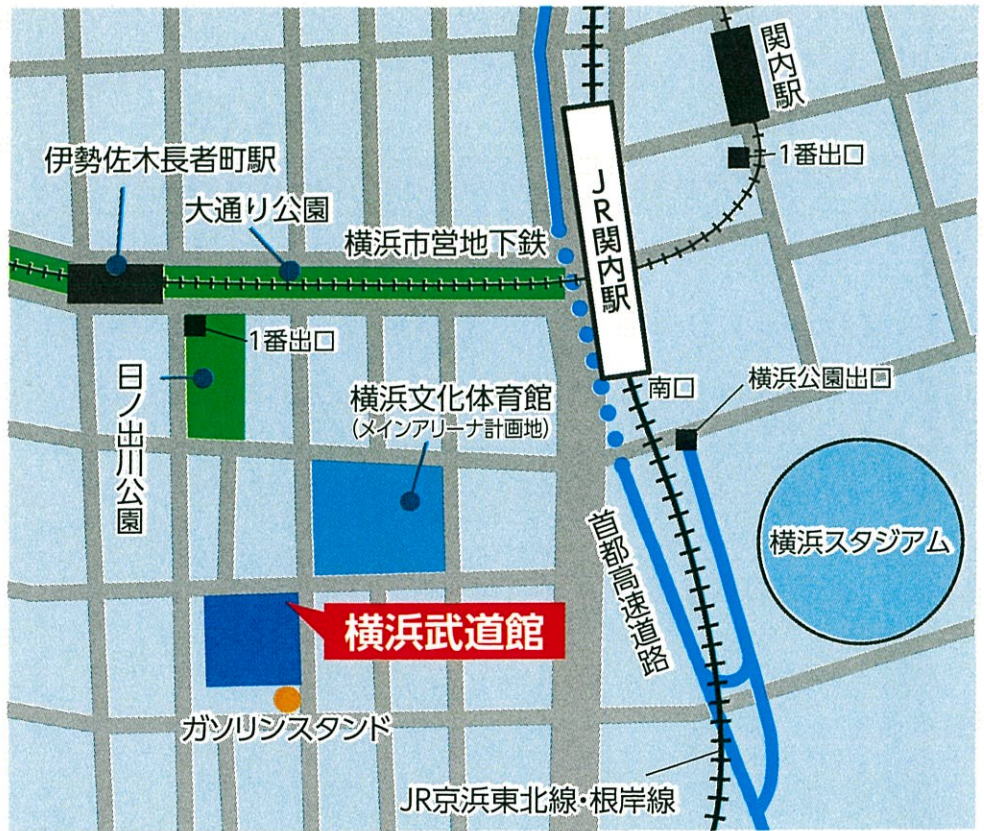 関内駅
1番出口
伊勢佐木長者町駅
大通り公園
横浜市営地下鉄
JR関内駅
1番出口
日ノ出川公園
横浜文化体育館
(メインアリーナ計画地)
南口
横浜公園出口
横浜スタジアム
首都高速道路
横浜武道館
ガソリンスタンド
JR京浜東北線・根岸線